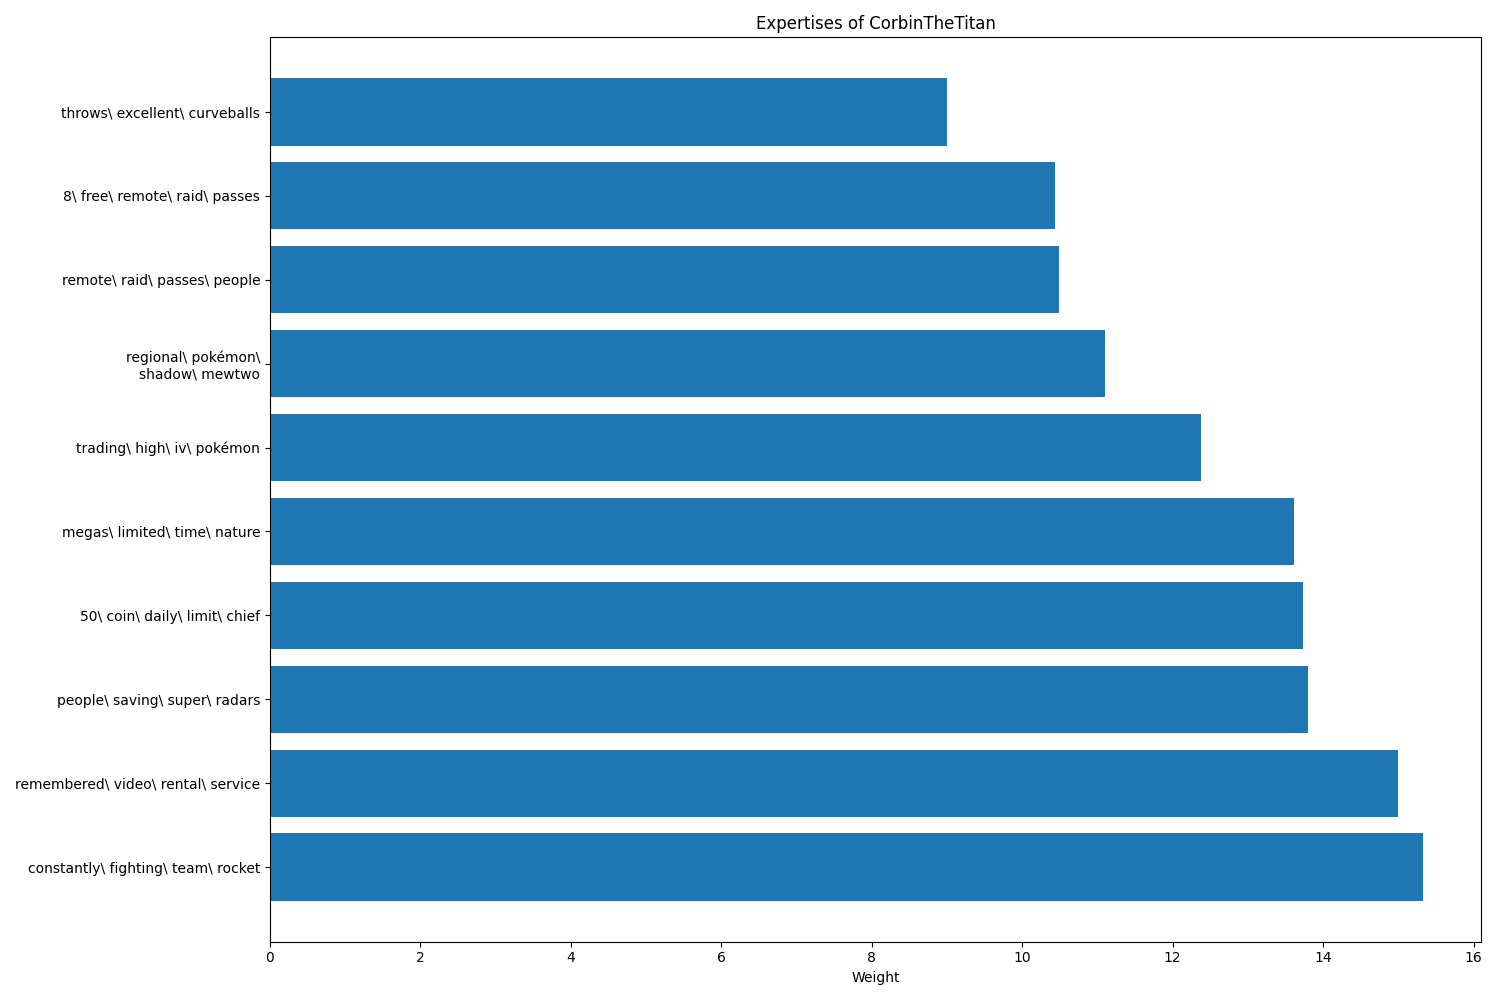 Expertises of CorbinTheTitan
throws\ excellent\ curveballs
8\ free\ remote\ raid\ passes
remote\ raid\ passes\ people
regional\ pokémon\
shadow\ mewtwo
trading\ high\ iv\ pokémon
megas\ limited\ time\ nature
50\ coin\ daily\ limit\ chief
people\ saving\ super\ radars
remembered\ video\ rental\ service
constantly\ fighting\ team\ rocket
0 2 4 6 8 10 12 14 16
Weight